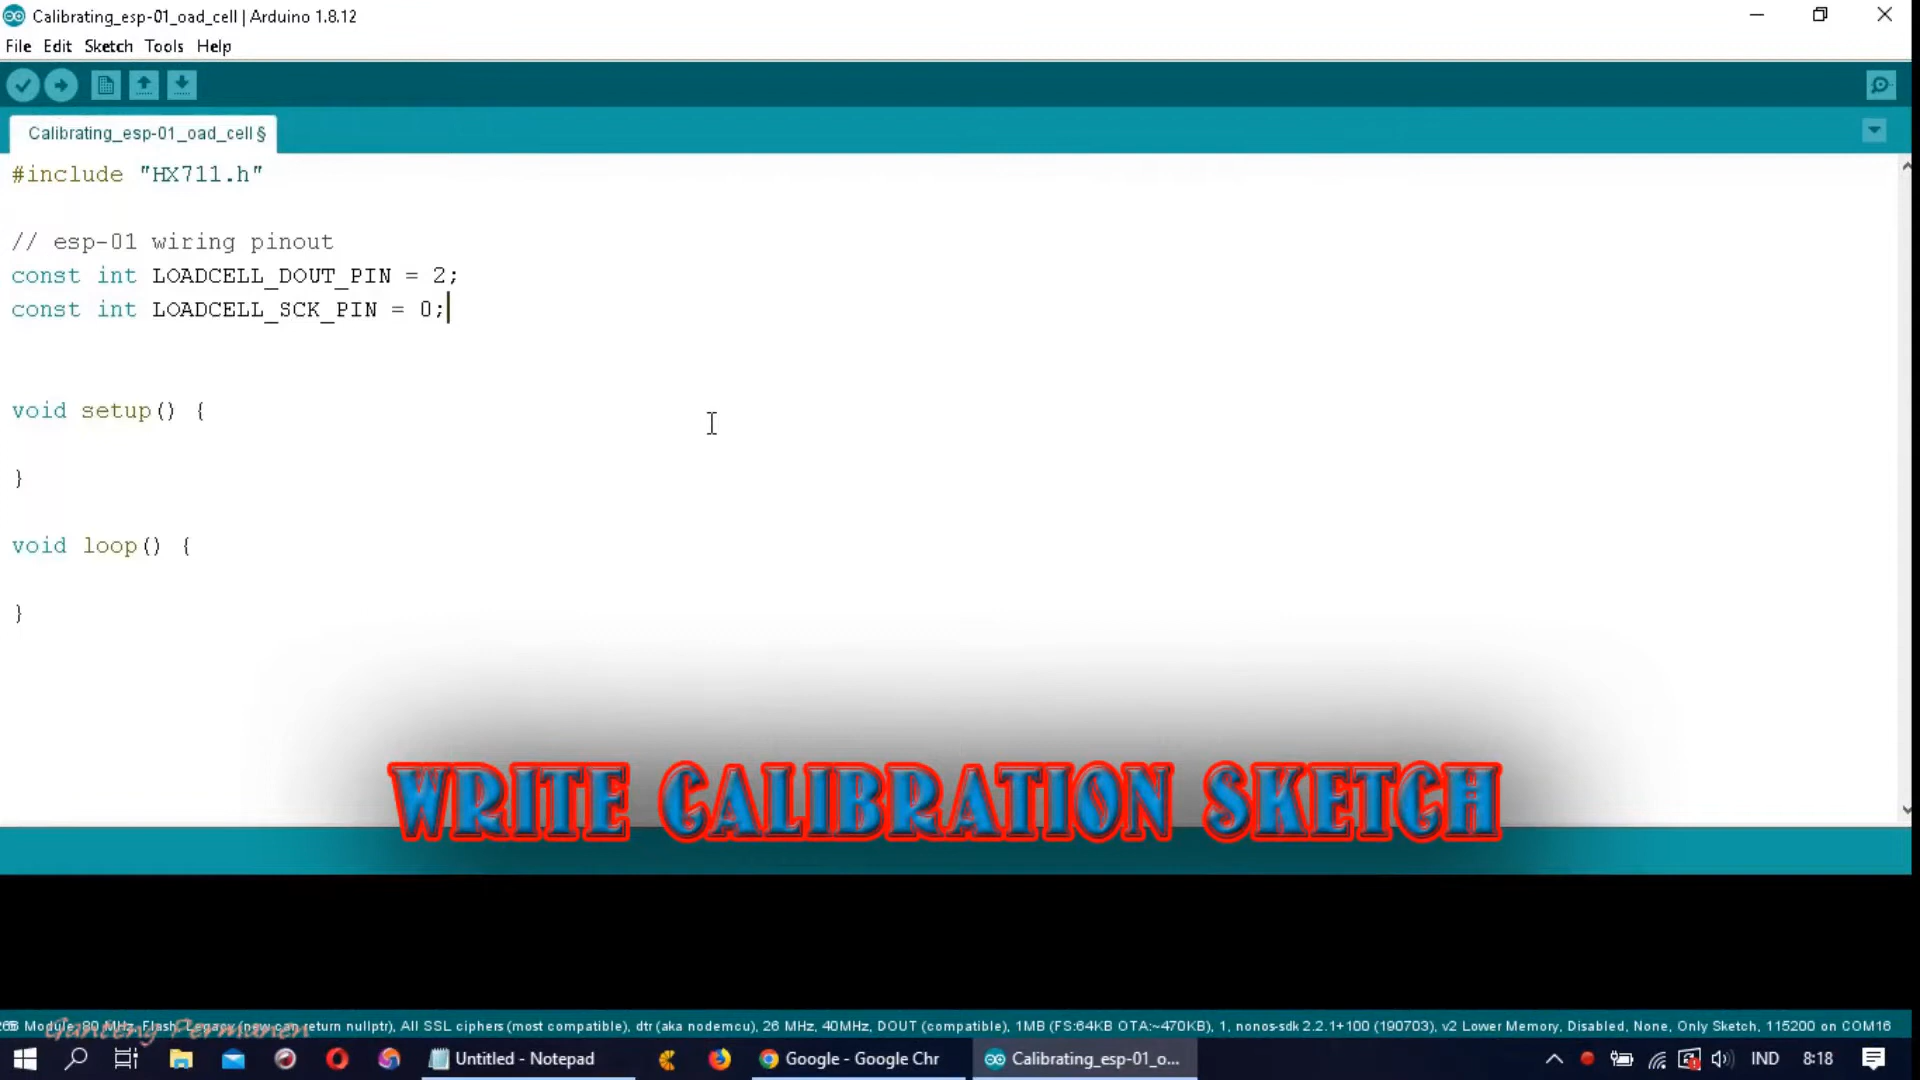 Calibrating_esp-01_oad_cell | Arduino 1.8.12
File Edit Sketch Tools Help
Calibrating_esp-01_oad_cell §
#include "HX711.h"
// esp-01 wiring pinout
const int LOADCELL_DOUT_PIN = 2;
const int LOADCELL_SCK_PIN = 0;
void setup() {
}
void loop() {
}
WRITE CALIBRATION SKETCH
Module, 80 MHz, Flash, Legacy (new can return nullptr), All SSL ciphers (most compatible), dtr (aka nodemcu), 26 MHz, 40MHz, DOUT (compatible), 1MB (FS:64KB OTA:~470KB), 1, nonos-sdk 2.2.1+100 (190703), v2 Lower Memory, Disabled, None, Only Sketch, 115200 on COM16
Ganteng Permanen
Untitled - Notepad Google - Google Chr Calibrating_esp-01_o... IND 8:18